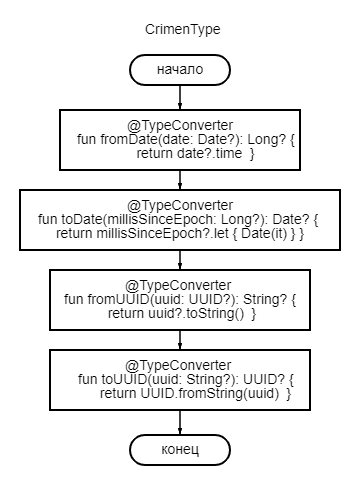 CrimenType
начало
@TypeConverter
fun fromDate(date: Date?): Long? {
return date?.time }
@TypeConverter
fun toDate(millisSinceEpoch: Long?): Date? {
return millisSinceEpoch?.let { Date(it) } }
@TypeConverter
fun fromUUID(uuid: UUID?): String? {
return uuid?.toString() }
@TypeConverter
fun toUUID(uuid: String?): UUID? {
return UUID.fromString(uuid) }
конец